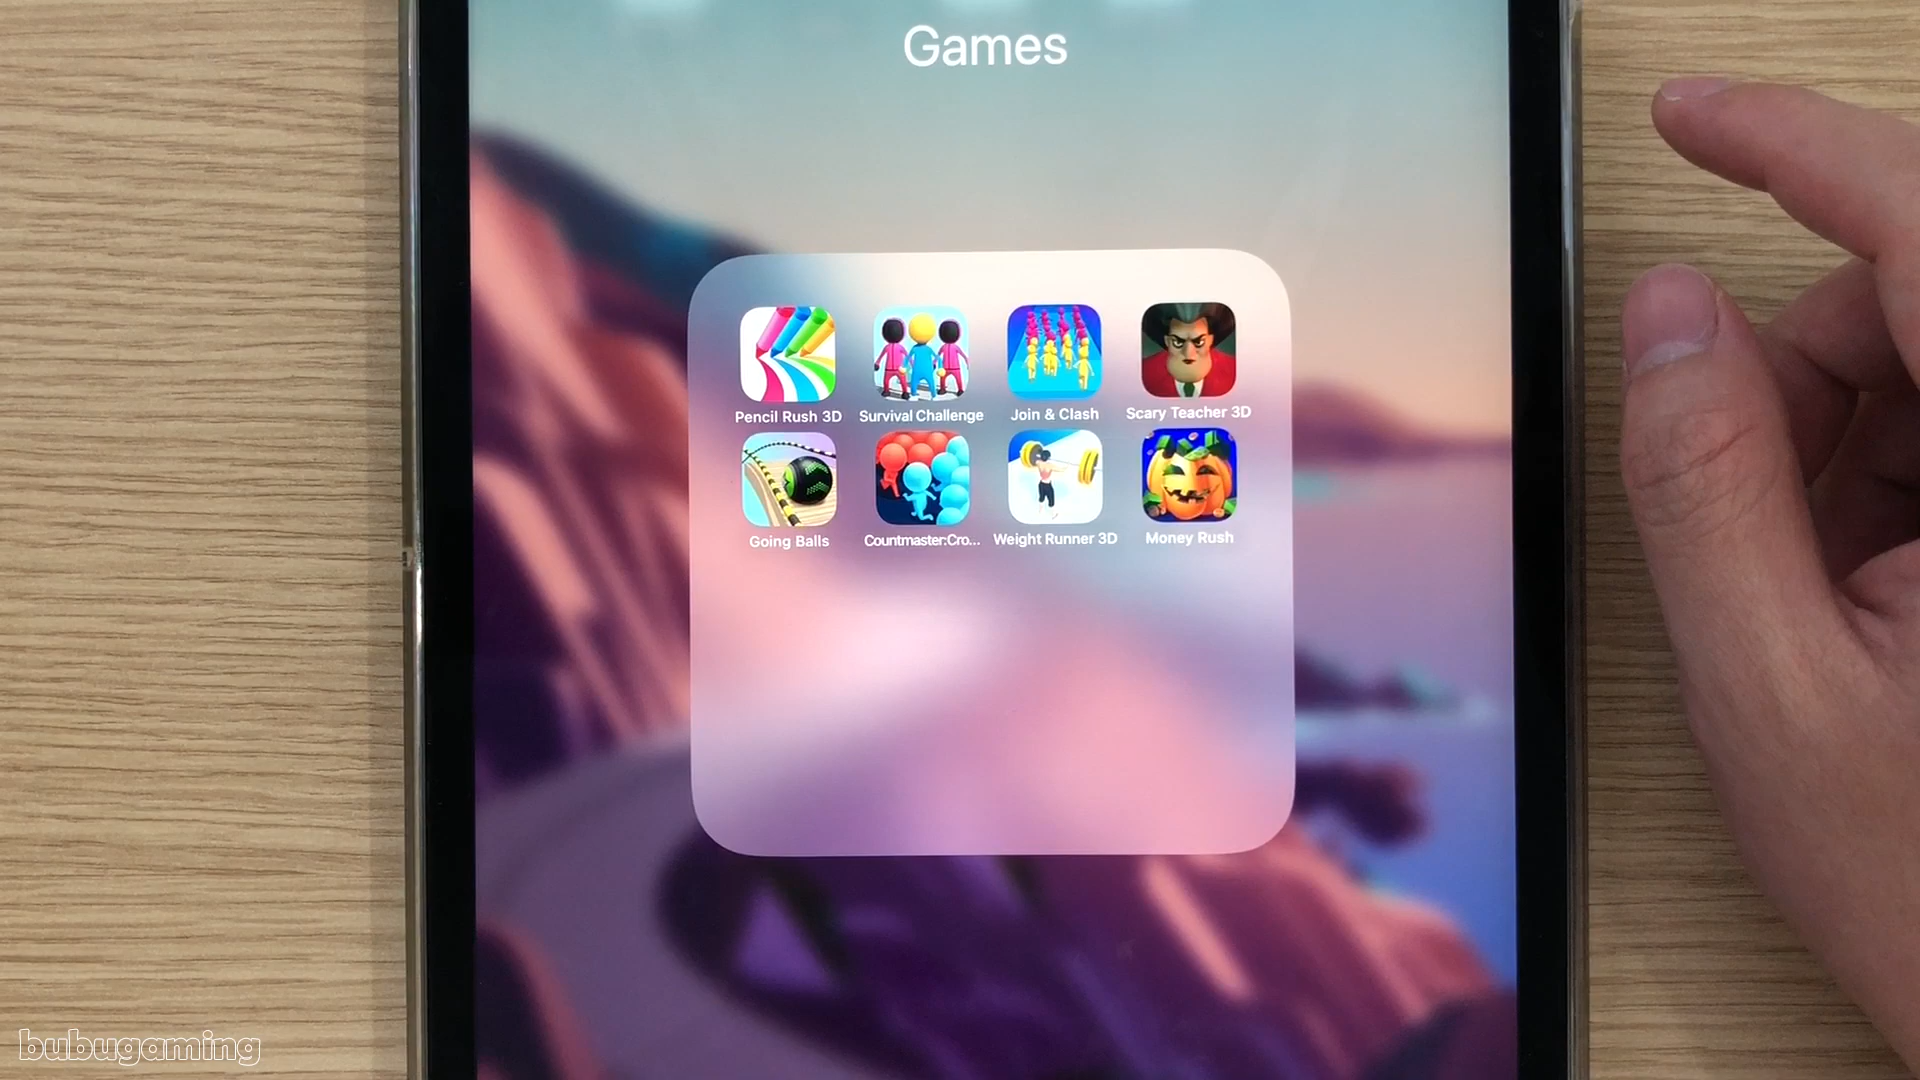 Games
Pencil Rush 3D
Survival Challenge
Join & Clash
Scary Teacher 3D
Going Balls
Countmaster:Cro...
Weight Runner 3D
Money Rush
bubugaming